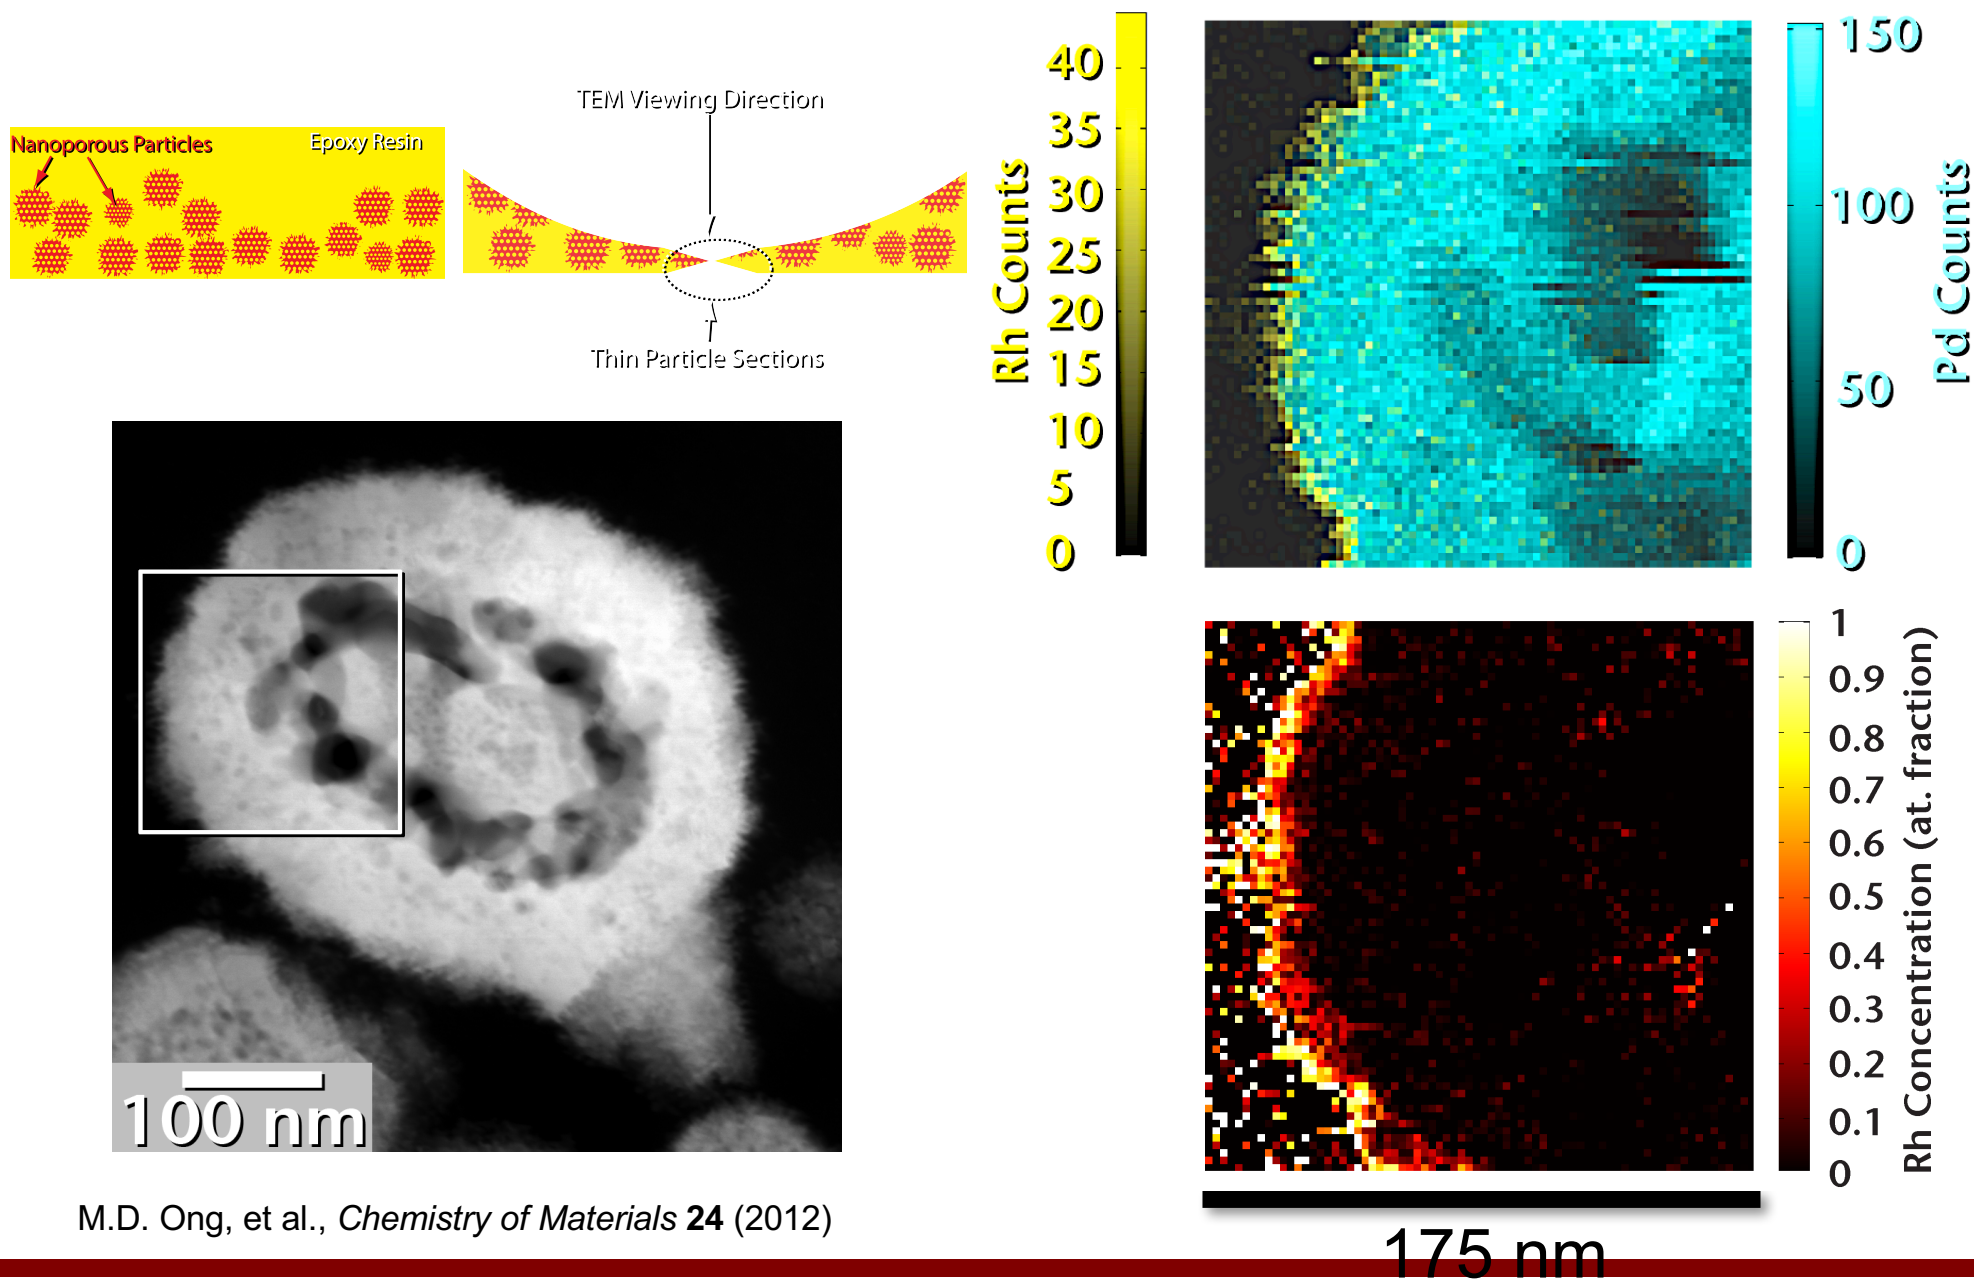 Nanoporous Particles
Epoxy Resin
TEM Viewing Direction
Thin Particle Sections
Rh Counts
40
35
30
25
20
15
10
5
0
150
100
50
0
Pd Counts
100 nm
1
0.9
0.8
0.7
0.6
0.5
0.4
0.3
0.2
0.1
0
Rh Concentration (at. fraction)
175 nm
M.D. Ong, et al., Chemistry of Materials 24 (2012)